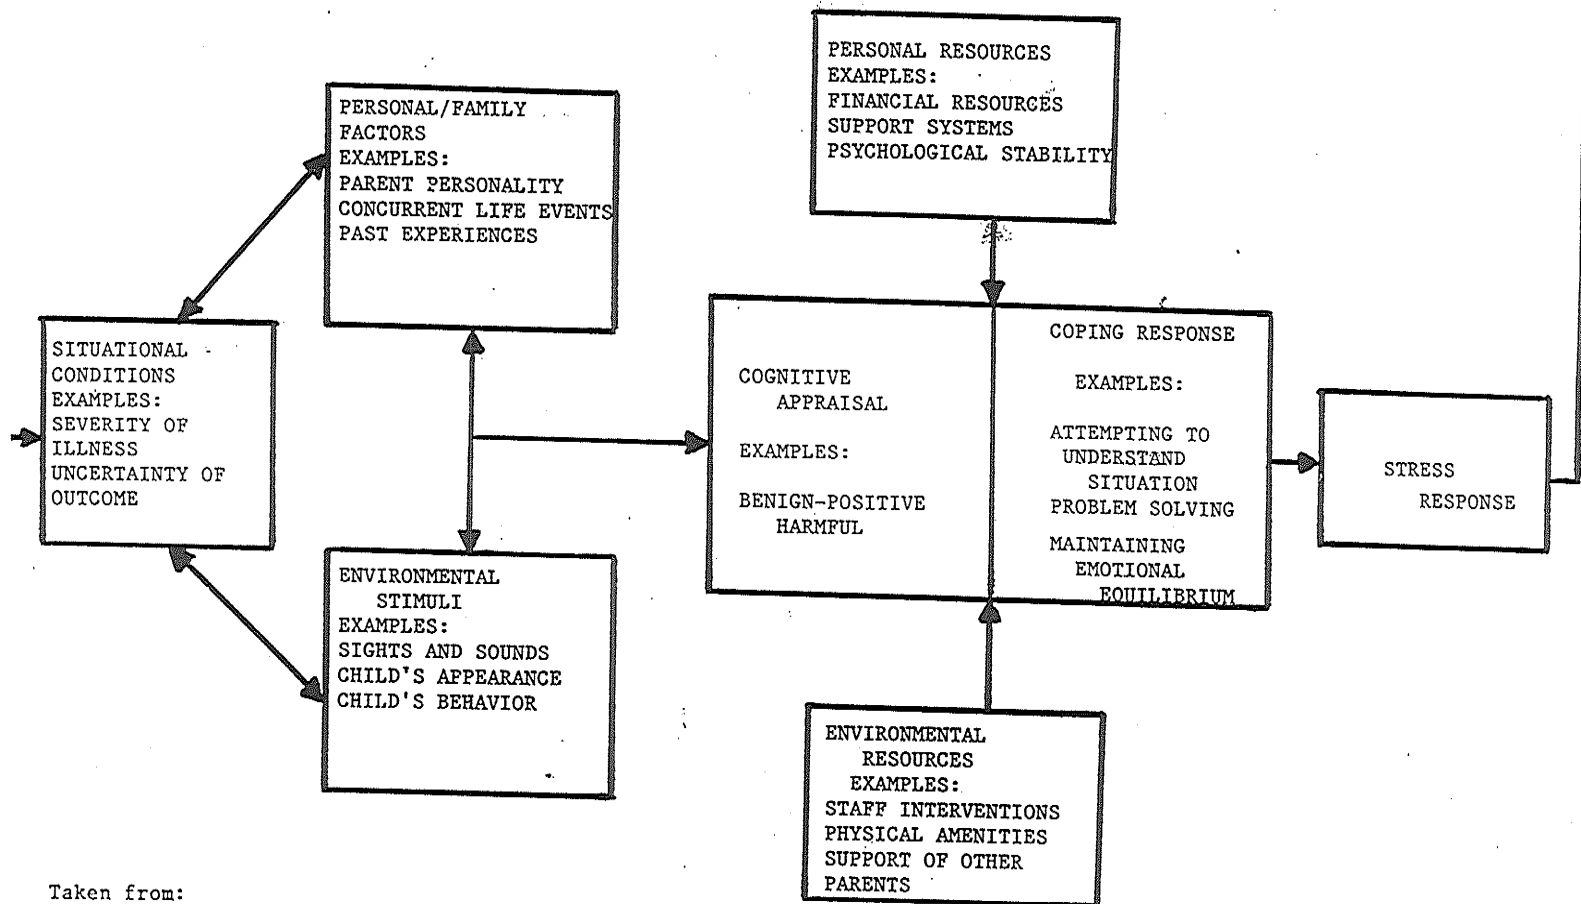 PERSONAL RESOURCES
EXAMPLES:
FINANCIAL RESOURCES
SUPPORT SYSTEMS
PSYCHOLOGICAL STABILITY
PERSONAL/FAMILY
FACTORS
EXAMPLES:
PARENT PERSONALITY
CONCURRENT LIFE EVENTS
PAST EXPERIENCES
SITUATIONAL
CONDITIONS
EXAMPLES:
SEVERITY OF
ILLNESS
UNCERTAINTY OF
OUTCOME
ENVIRONMENTAL
STIMULI
EXAMPLES:
SIGHTS AND SOUNDS
CHILD'S APPEARANCE
CHILD'S BEHAVIOR
COGNITIVE
APPRAISAL
EXAMPLES:
BENIGN-POSITIVE
HARMFUL
COPING RESPONSE
EXAMPLES:
ATTEMPTING TO
UNDERSTAND
SITUATION
PROBLEM SOLVING
MAINTAINING
EMOTIONAL
EQUILIBRIUM
STRESS
RESPONSE
ENVIRONMENTAL
RESOURCES
EXAMPLES:
STAFF INTERVENTIONS
PHYSICAL AMENITIES
SUPPORT OF OTHER
PARENTS
Taken from: